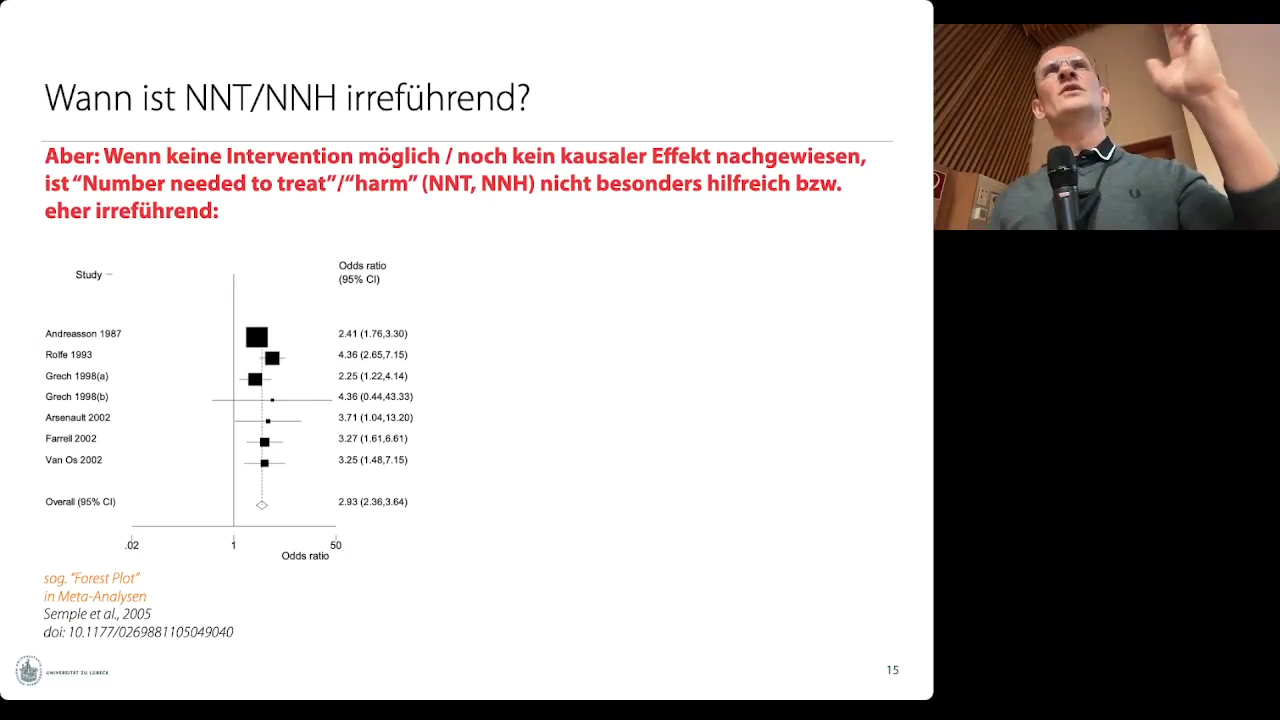 Wann ist NNT/NNH irreführend?
Aber: Wenn keine Intervention möglich / noch kein kausaler Effekt nachgewiesen,
ist “Number needed to treat”/“harm” (NNT, NNH) nicht besonders hilfreich bzw.
eher irreführend:
Study
Odds ratio
(95% CI)
Andreasson 1987 2.41 (1.76,3.30)
Rolfe 1993 4.36 (2.65,7.15)
Grech 1998(a) 2.25 (1.22,4.14)
Grech 1998(b) 4.36 (0.44,43.33)
Arsenault 2002 3.71 (1.04,13.20)
Farrell 2002 3.27 (1.61,6.61)
Van Os 2002 3.25 (1.48,7.15)
Overall (95% CI) 2.93 (2.36,3.64)
.02 1 50
Odds ratio
sog. “Forest Plot”
in Meta-Analysen
Semple et al., 2005
doi: 10.1177/0269881105049040
UNIVERSITÄT ZU LÜBECK
15